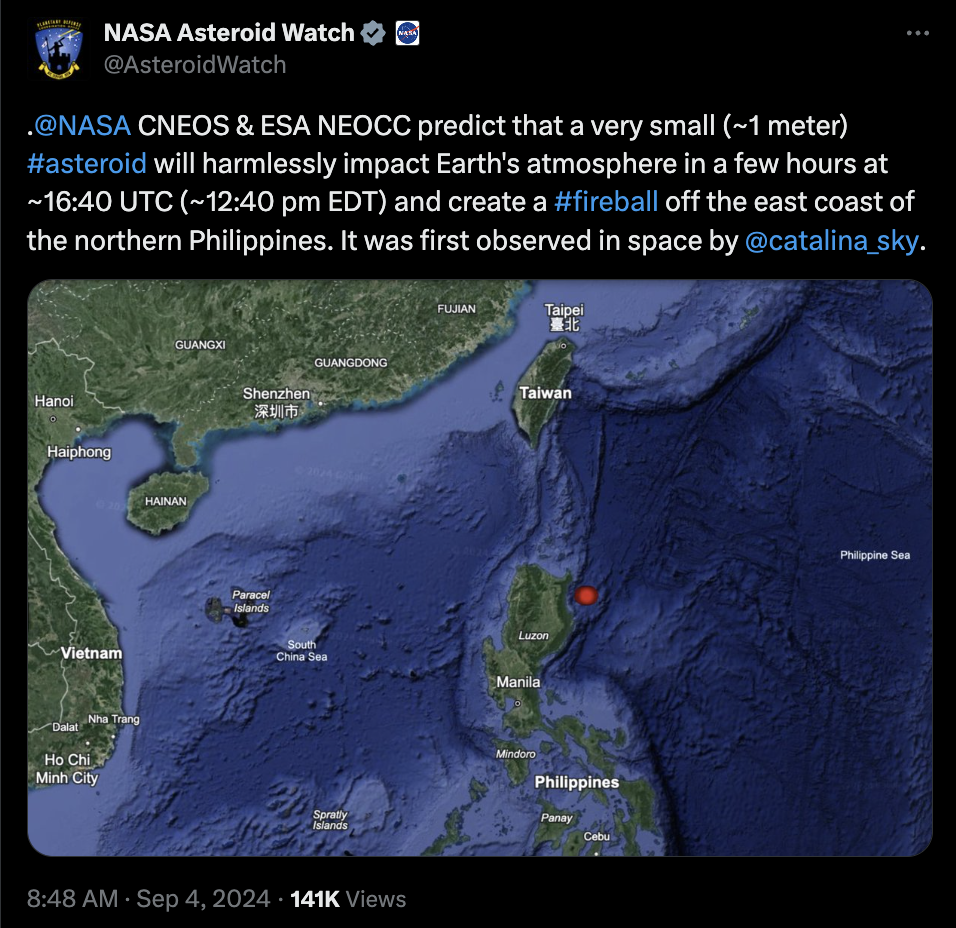 NASA Asteroid Watch
NASA
@AsteroidWatch
.@NASA CNEOS & ESA NEOCC predict that a very small (~1 meter)
#asteroid will harmlessly impact Earth's atmosphere in a few hours at
~16:40 UTC (~12:40 pm EDT) and create a #fireball off the east coast of
the northern Philippines. It was first observed in space by @catalina_sky.
FUJIAN
Taipei
臺北
GUANGXI
GUANGDONG
Shenzhen
深圳市
Taiwan
Hanoi
Haiphong
HAINAN
Philippine Sea
Paracel
Islands
Luzon
South
China Sea
Vietnam
Manila
Dalat
Nha Trang
Ho Chi
Minh City
Mindoro
Philippines
Spratly
Islands
Panay
Cebu
8:48 AM · Sep 4, 2024 · 141K Views